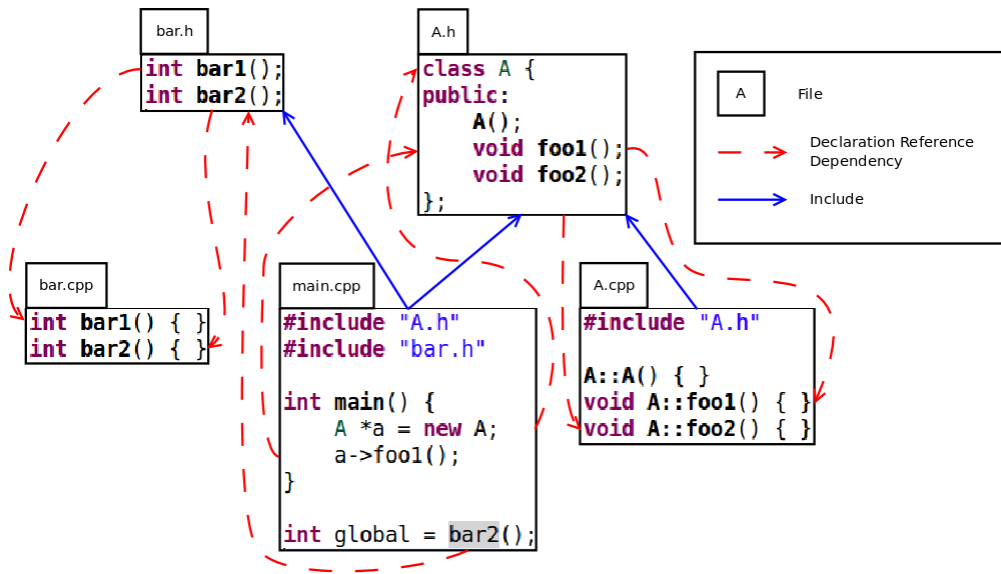 bar.h
int bar1();
int bar2();
A.h
class A {
public:
    A();
    void foo1();
    void foo2();
};
A
File
Declaration Reference
Dependency
Include
bar.cpp
int bar1() { }
int bar2() { }
main.cpp
#include "A.h"
#include "bar.h"
int main() {
    A *a = new A;
    a->foo1();
}
int global = bar2();
A.cpp
#include "A.h"
A::A() { }
void A::foo1() { }
void A::foo2() { }